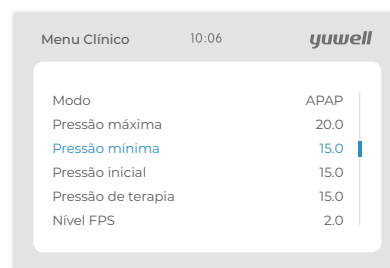 Menu Clínico 10:06 yuwell
Modo APAP
Pressão máxima 20.0
Pressão mínima 15.0
Pressão inicial 15.0
Pressão de terapia 15.0
Nível FPS 2.0